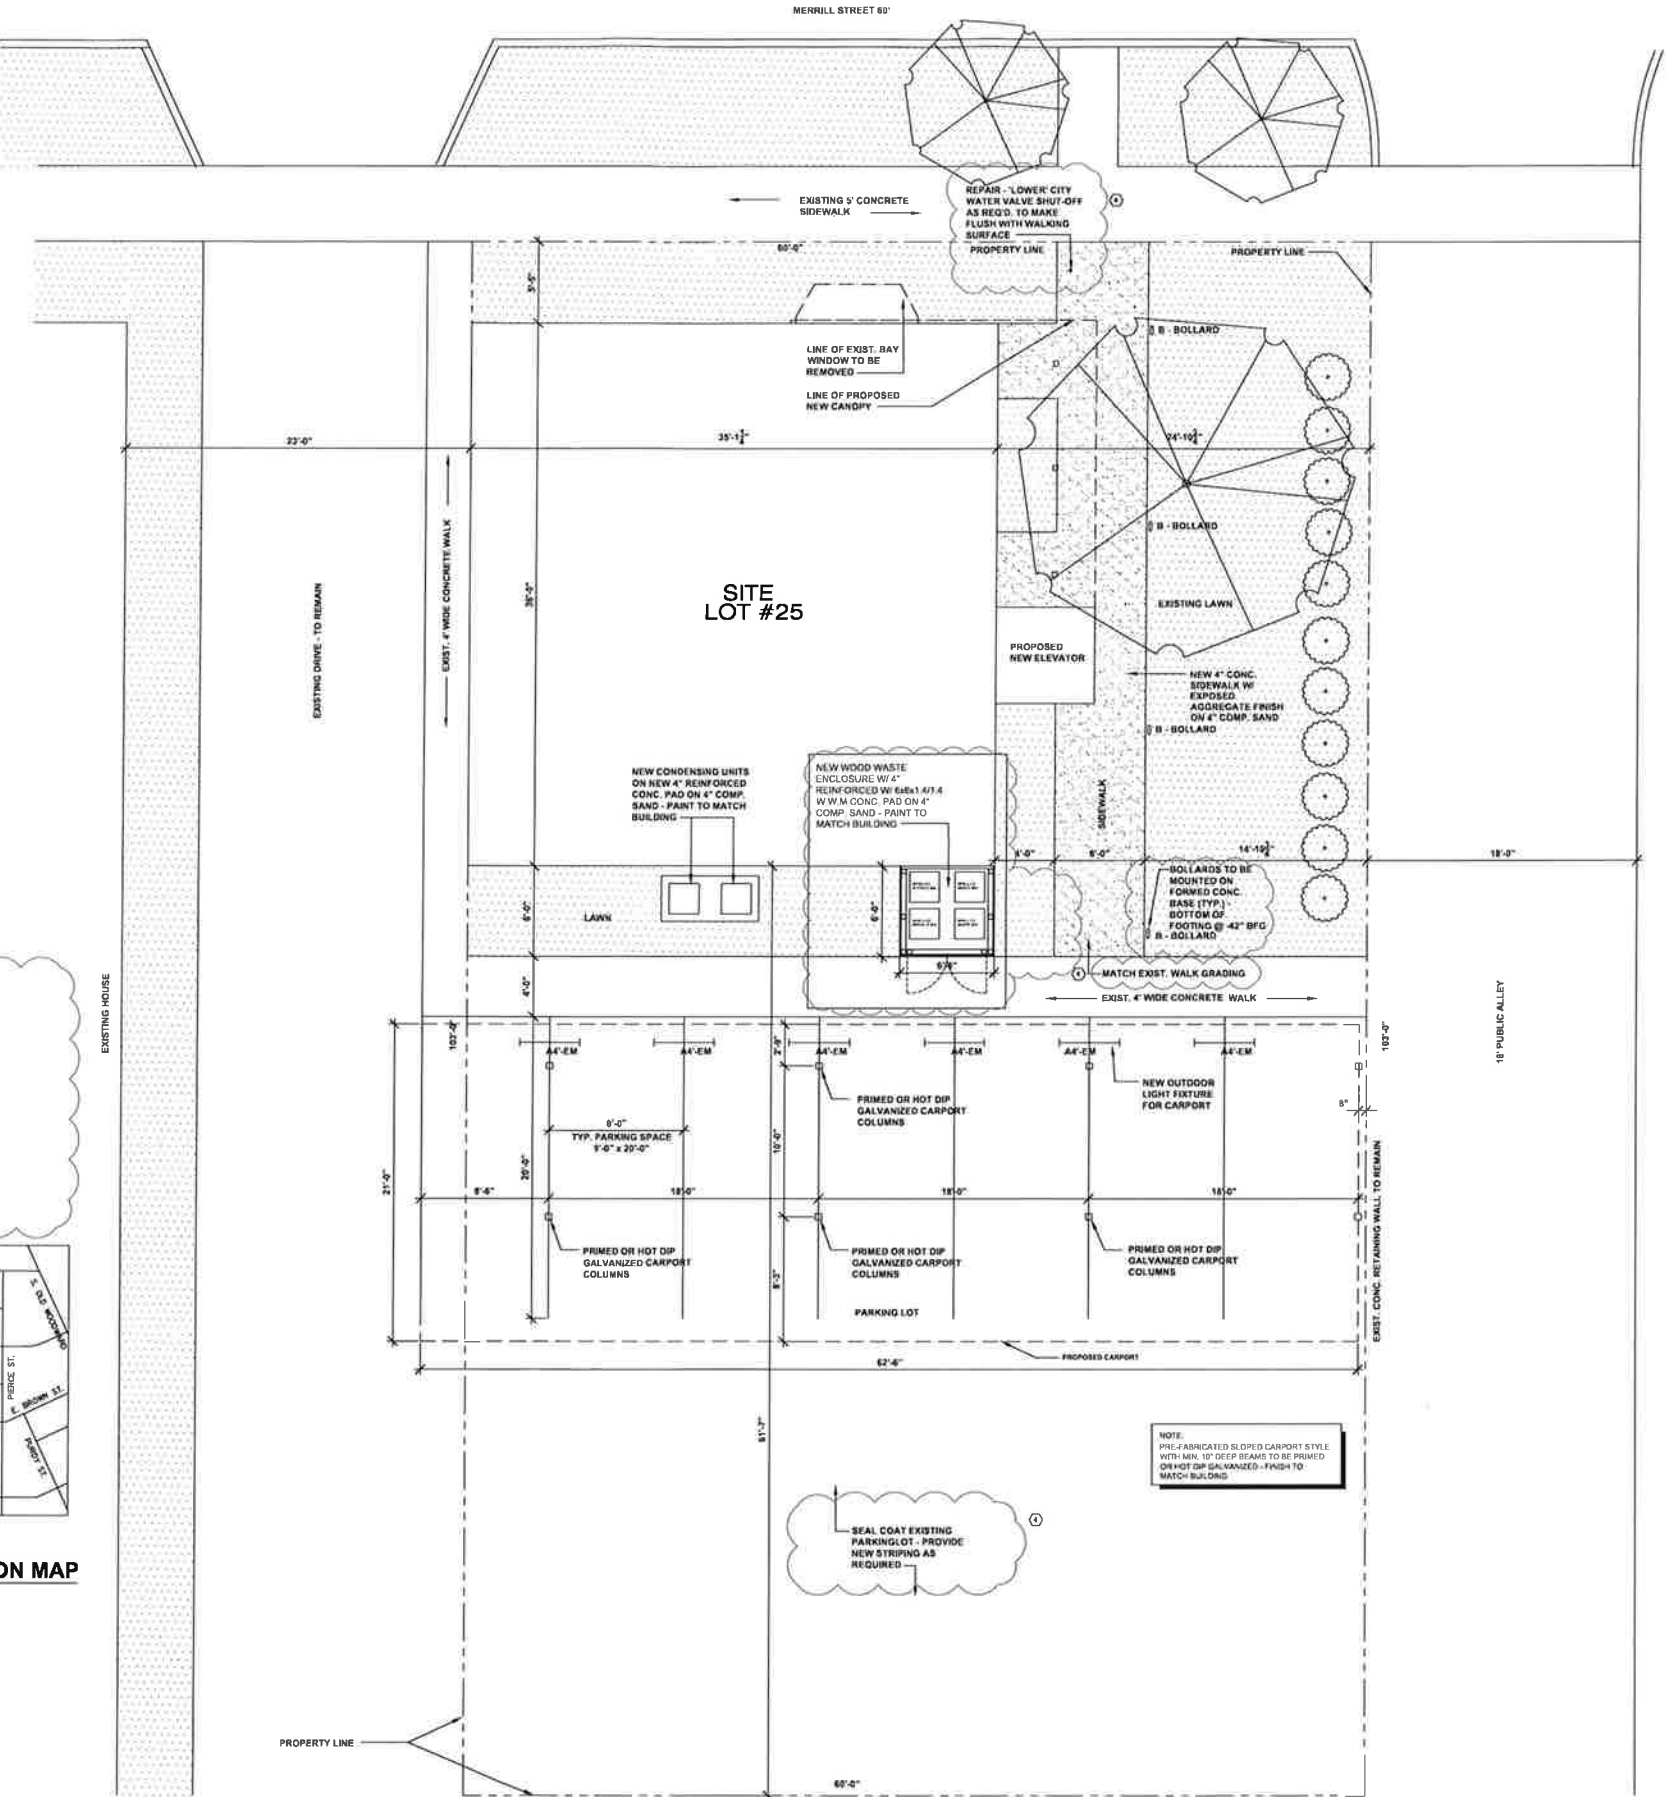 MERRILL STREET 60'
EXISTING 5' CONCRETE
SIDEWALK
REPAIR - 'LOWER' CITY
WATER VALVE SHUT-OFF
AS REQ'D. TO MAKE
FLUSH WITH WALKING
SURFACE
PROPERTY LINE
PROPERTY LINE
60'-0"
5'-5"
B - BOLLARD
LINE OF EXIST. BAY
WINDOW TO BE
REMOVED
LINE OF PROPOSED
NEW CANOPY
23'-0"
35'-1
24'-10
B - BOLLARD
EXIST. 4' WIDE CONCRETE WALK
EXISTING DRIVE - TO REMAIN
36'-0"
SITE
LOT #25
EXISTING LAWN
PROPOSED
NEW ELEVATOR
NEW 4" CONC.
SIDEWALK W/
EXPOSED
AGGREGATE FINISH
ON 4" COMP. SAND
B - BOLLARD
SIDEWALK
NEW CONDENSING UNITS
ON NEW 4" REINFORCED
CONC. PAD ON 4" COMP.
SAND - PAINT TO MATCH
BUILDING
NEW WOOD WASTE
ENCLOSURE W/ 4"
REINFORCED W/ 6x6x1.4/1.4
W.W.M CONC. PAD ON 4"
COMP. SAND - PAINT TO
MATCH BUILDING
4'-0"
6'-0"
14'-10
18'-0"
LAWN
6'-0"
6'-0"
6'-6"
BOLLARDS TO BE
MOUNTED ON
FORMED CONC.
BASE (TYP.) -
BOTTOM OF
FOOTING @ -42" BFG
B - BOLLARD
4
MATCH EXIST. WALK GRADING
EXIST. 4' WIDE CONCRETE WALK
4'-0"
EXISTING HOUSE
18' PUBLIC ALLEY
103'-0"
103'-0"
A4'-EM
A4'-EM
A4'-EM
A4'-EM
A4'-EM
A4'-EM
2'-9"
PRIMED OR HOT DIP
GALVANIZED CARPORT
COLUMNS
NEW OUTDOOR
LIGHT FIXTURE
FOR CARPORT
8"
TYP. PARKING SPACE
9'-0" x 20'-0"
20'-0"
10'-0"
21'-0"
8'-6"
18'-0"
18'-0"
18'-0"
EXIST. CONC. RETAINING WALL TO REMAIN
PRIMED OR HOT DIP
GALVANIZED CARPORT
COLUMNS
PRIMED OR HOT DIP
GALVANIZED CARPORT
COLUMNS
PRIMED OR HOT DIP
GALVANIZED CARPORT
COLUMNS
8'-3"
PARKING LOT
PROPOSED CARPORT
62'-6"
61'-7"
S. OLD WOODWARD
PIERCE ST.
E. BROWN ST.
PURDY ST.
ON MAP
NOTE:
PRE-FABRICATED SLOPED CARPORT STYLE
WITH MIN. 10" DEEP BEAMS TO BE PRIMED
OR HOT DIP GALVANIZED - FINISH TO
MATCH BUILDING
4
SEAL COAT EXISTING
PARKINGLOT - PROVIDE
NEW STRIPING AS
REQUIRED
PROPERTY LINE
60'-0"